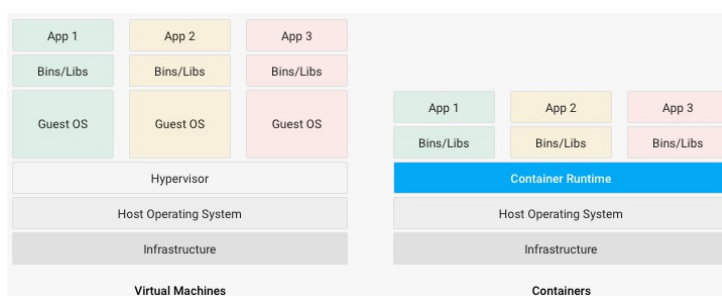 App 1 App 2 App 3
Bins/Libs Bins/Libs Bins/Libs
Guest OS Guest OS Guest OS
Hypervisor
Host Operating System
Infrastructure
Virtual Machines
App 1 App 2 App 3
Bins/Libs Bins/Libs Bins/Libs
Container Runtime
Host Operating System
Infrastructure
Containers